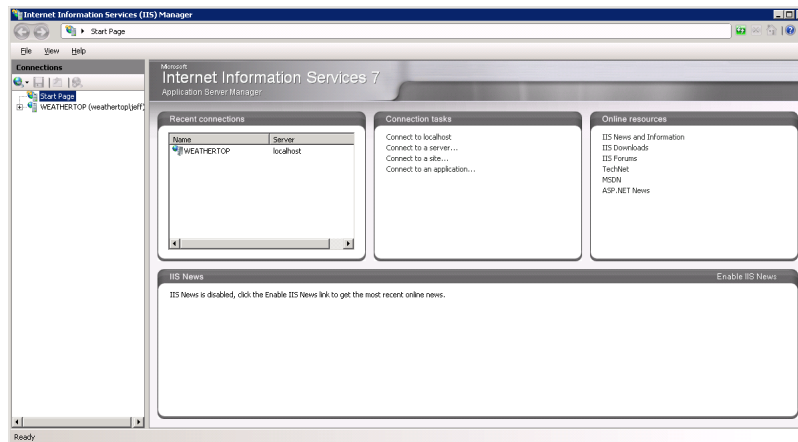 Internet Information Services (IIS) Manager
Start Page
File View Help
Connections
Start Page
WEATHERTOP (weathertop\jeff)
Microsoft
Internet Information Services 7
Application Server Manager
Recent connections
Name Server
WEATHERTOP localhost
Connection tasks
Connect to localhost
Connect to a server...
Connect to a site...
Connect to an application...
Online resources
IIS News and Information
IIS Downloads
IIS Forums
TechNet
MSDN
ASP.NET News
IIS News
Enable IIS News
IIS News is disabled, click the Enable IIS News link to get the most recent online news.
Ready